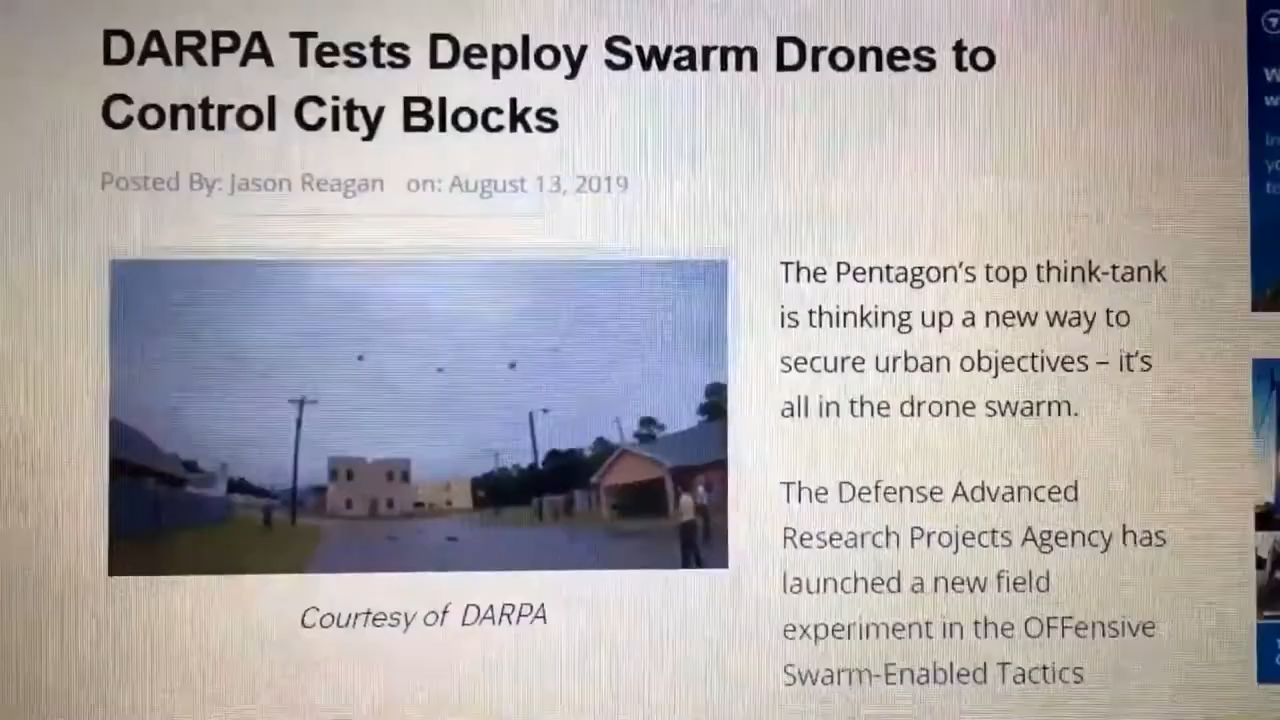 DARPA Tests Deploy Swarm Drones to
Control City Blocks
Posted By: Jason Reagan on: August 13, 2019
The Pentagon's top think-tank
is thinking up a new way to
secure urban objectives – it's
all in the drone swarm.
The Defense Advanced
Research Projects Agency has
launched a new field
experiment in the OFFensive
Swarm-Enabled Tactics
Courtesy of DARPA